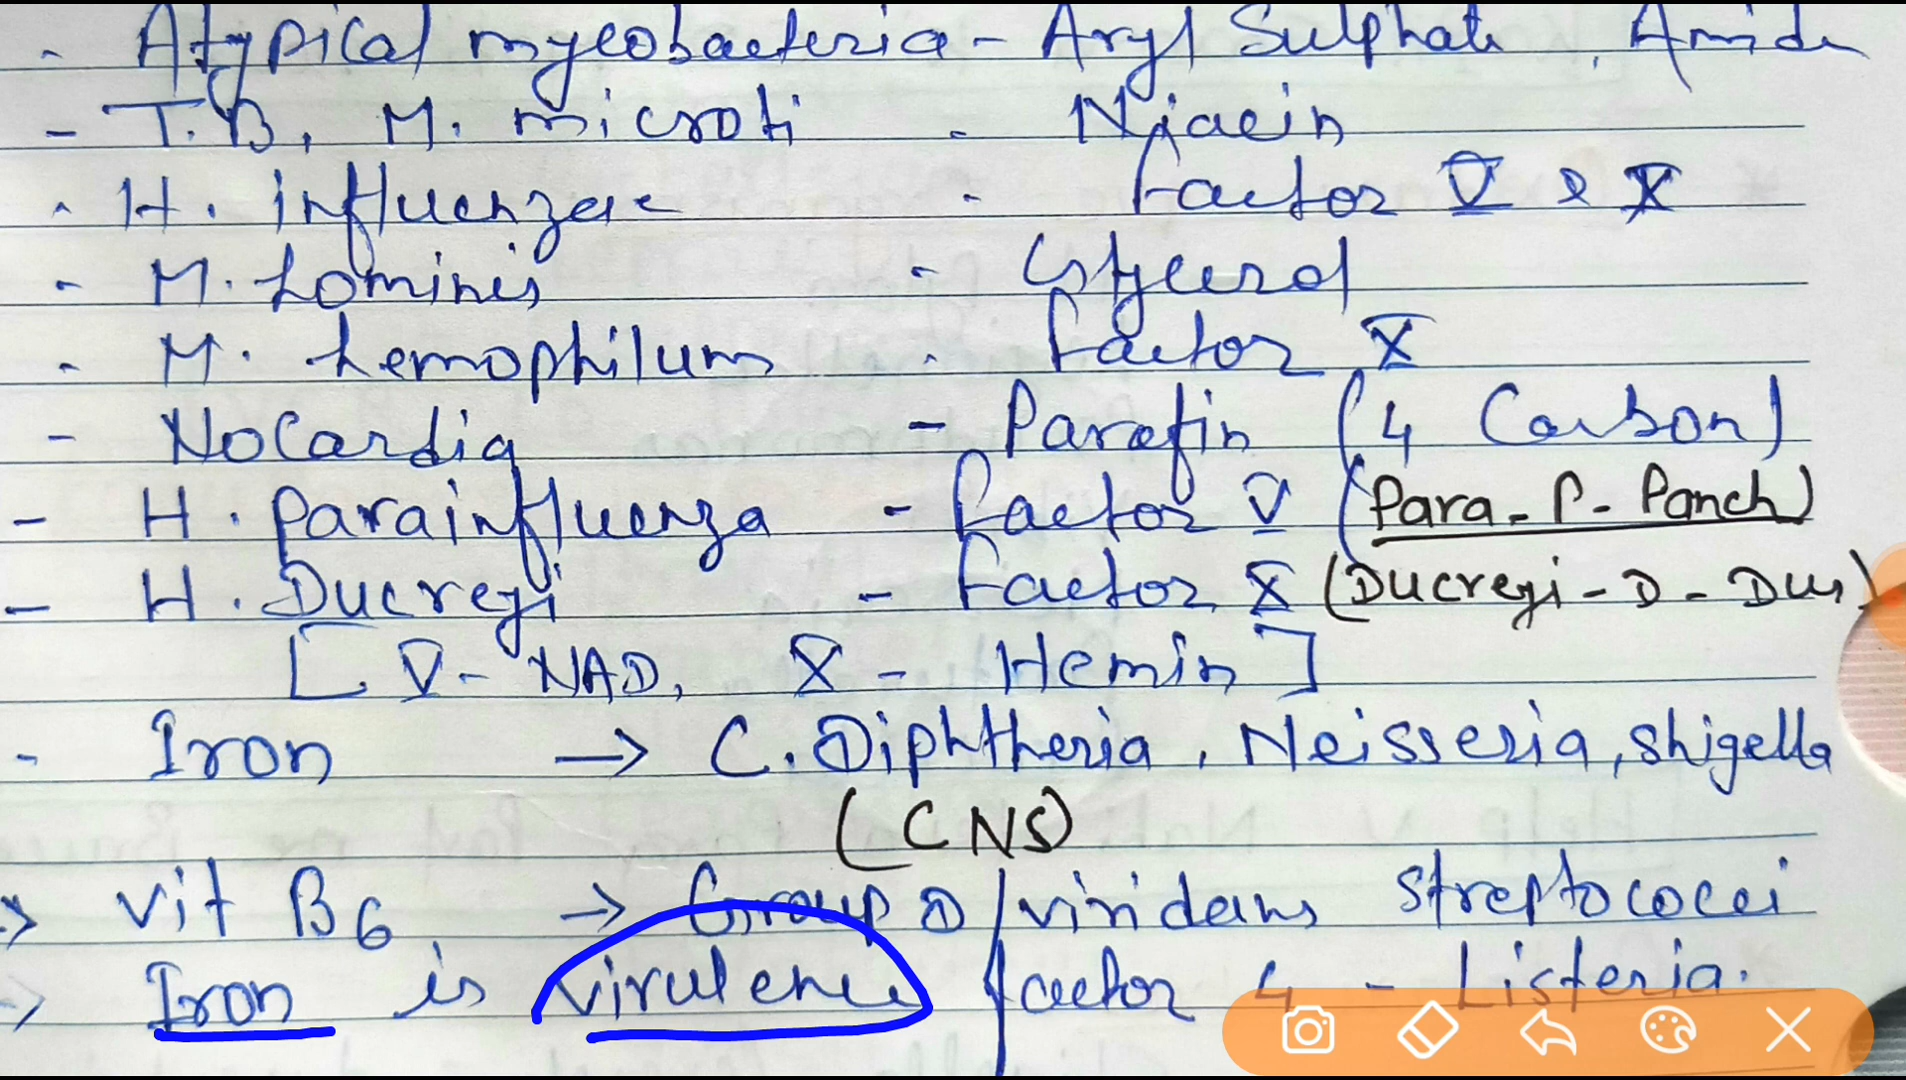 - Atypical mycobacteria - Aryl Sulphate, Amide
- T.B, M. microti - Niacin
- H. influenzae - factor V & X
- M. hominis - Glycerol
- M. hemophilum - factor X
- Nocardia - Parafin (4 Carbon)
- H. parainfluenza - factor V (Para - P - Panch)
- H. Ducreyi - factor X (Ducreyi - D - Dus)
[V - NAD, X - Hemin]
- Iron → C. Diphtheria, Neisseria, Shigella
(CNS)
→ Vit B6 → Group D / viridans streptococci
→ Iron is virulence factor 4 - Listeria.